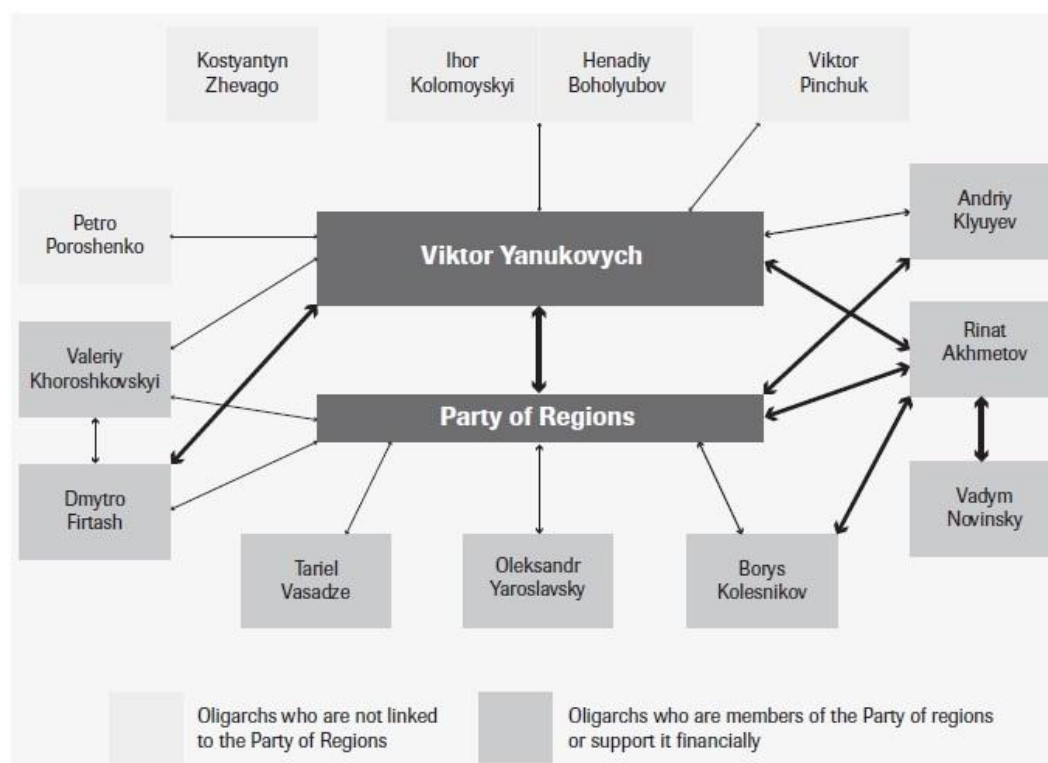 Kostyantyn
Zhevago
Ihor
Kolomoyskyi
Henadiy
Boholyubov
Viktor
Pinchuk
Petro
Poroshenko
Viktor Yanukovych
Andriy
Klyuyev
Valeriy
Khoroshkovskyi
Rinat
Akhmetov
Party of Regions
Dmytro
Firtash
Vadym
Novinsky
Tariel
Vasadze
Oleksandr
Yaroslavsky
Borys
Kolesnikov
Oligarchs who are not linked
to the Party of Regions
Oligarchs who are members of the Party of regions
or support it financially